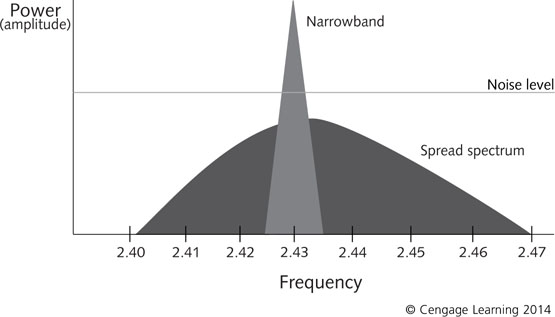 Power
(amplitude)
Narrowband
Noise level
Spread spectrum
2.40 2.41 2.42 2.43 2.44 2.45 2.46 2.47
Frequency
© Cengage Learning 2014